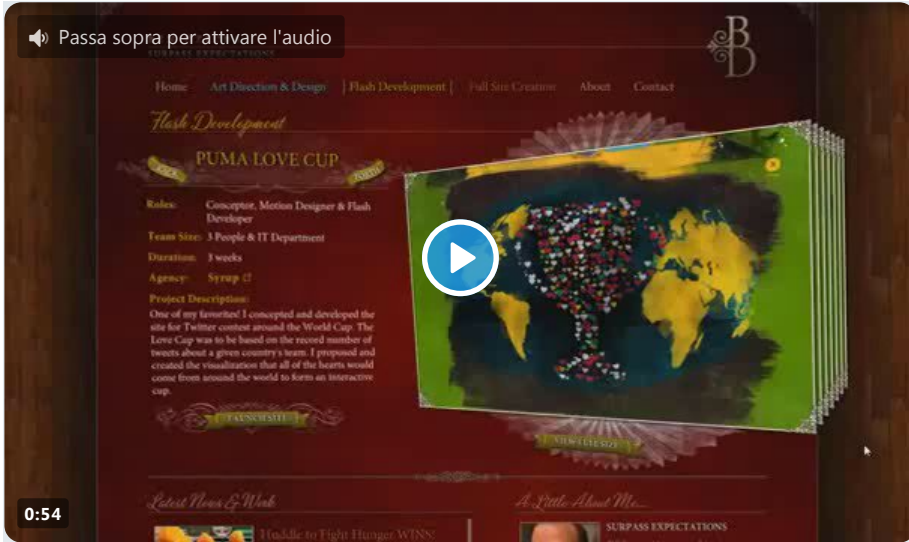 Passa sopra per attivare l'audio
SURPASS EXPECTATIONS
BD
Home Art Direction & Design | Flash Development | Full Site Creation About Contact
Flash Development
PUMA LOVE CUP
Roles: Conceptor, Motion Designer & Flash
Developer
Team Size: 3 People & IT Department
Duration: 3 weeks
Agency: Syrup
Project Description:
One of my favorites! I concepted and developed the
site for Twitter contest around the World Cup. The
Love Cup was to be based on the record number of
tweets about a given country's team. I proposed and
created the visualization that all of the hearts would
come from around the world to form an interactive
cup.
LAUNCH SITE
VIEW FULL SIZE
Latest News & Work
A Little About Me...
Huddle to Fight Hunger WINS!
SURPASS EXPECTATIONS
0:54